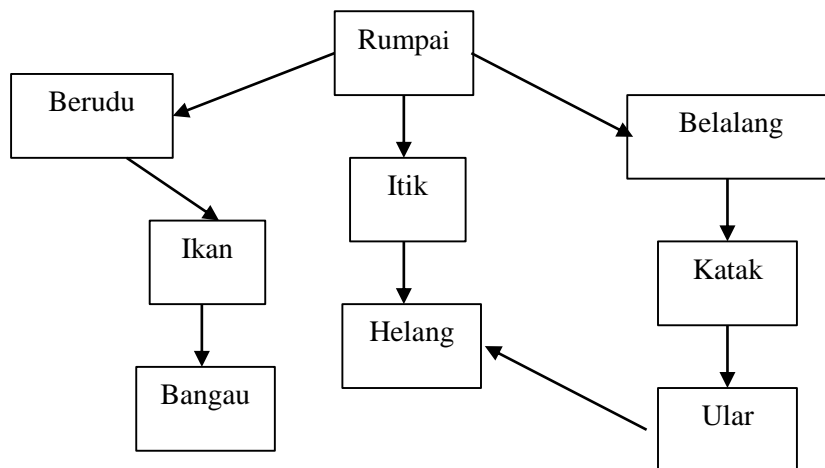 Rumpai
Berudu
Belalang
Itik
Ikan
Katak
Helang
Bangau
Ular